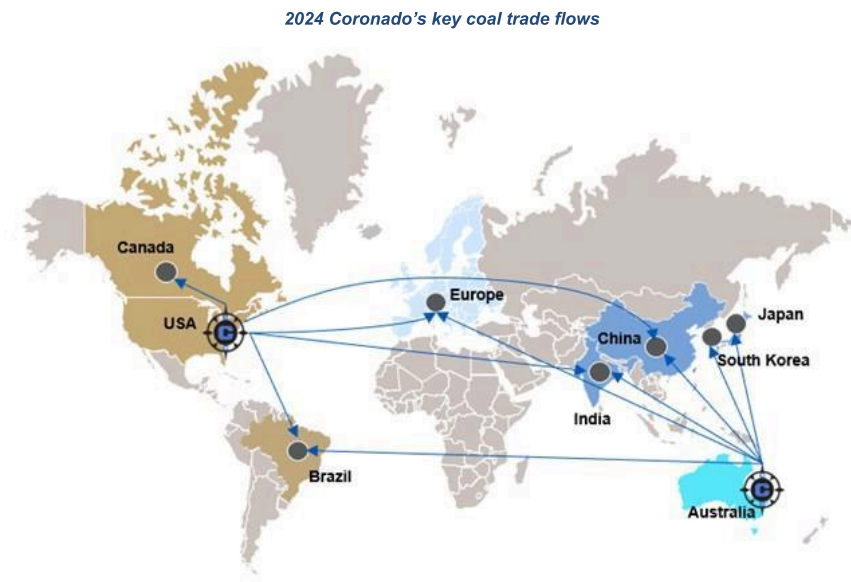 2024 Coronado’s key coal trade flows
Canada
USA
Europe
China
Japan
South Korea
India
Brazil
Australia
C
C